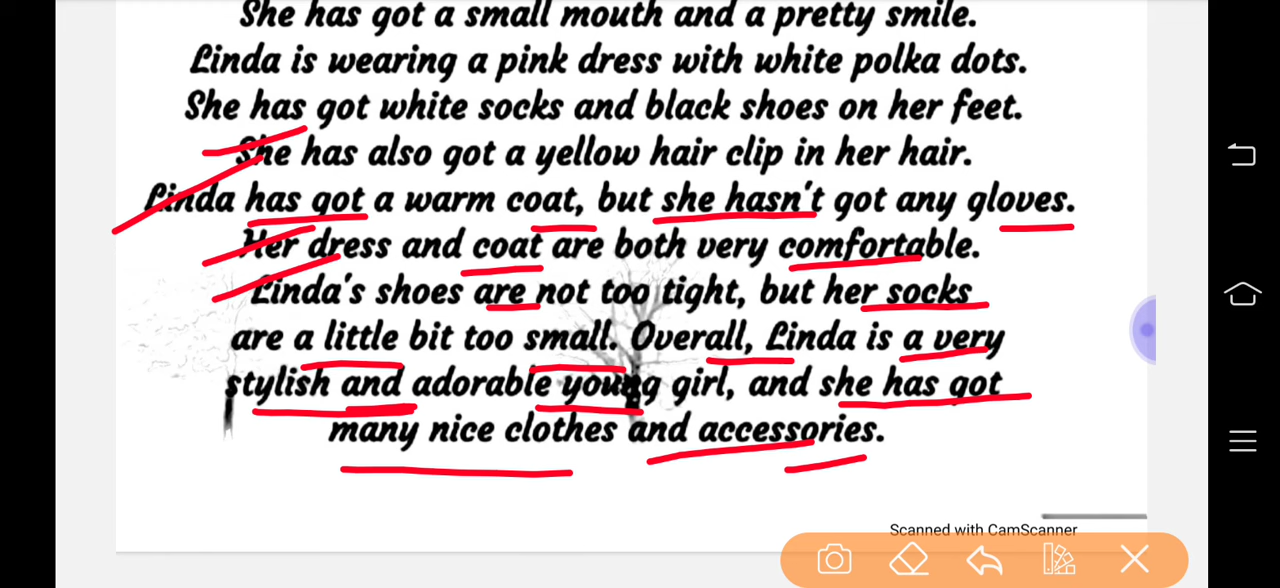 She has got a small mouth and a pretty smile.
Linda is wearing a pink dress with white polka dots.
She has got white socks and black shoes on her feet.
She has also got a yellow hair clip in her hair.
Linda has got a warm coat, but she hasn't got any gloves.
Her dress and coat are both very comfortable.
Linda's shoes are not too tight, but her socks
are a little bit too small. Overall, Linda is a very
stylish and adorable young girl, and she has got
many nice clothes and accessories.
Scanned with CamScanner